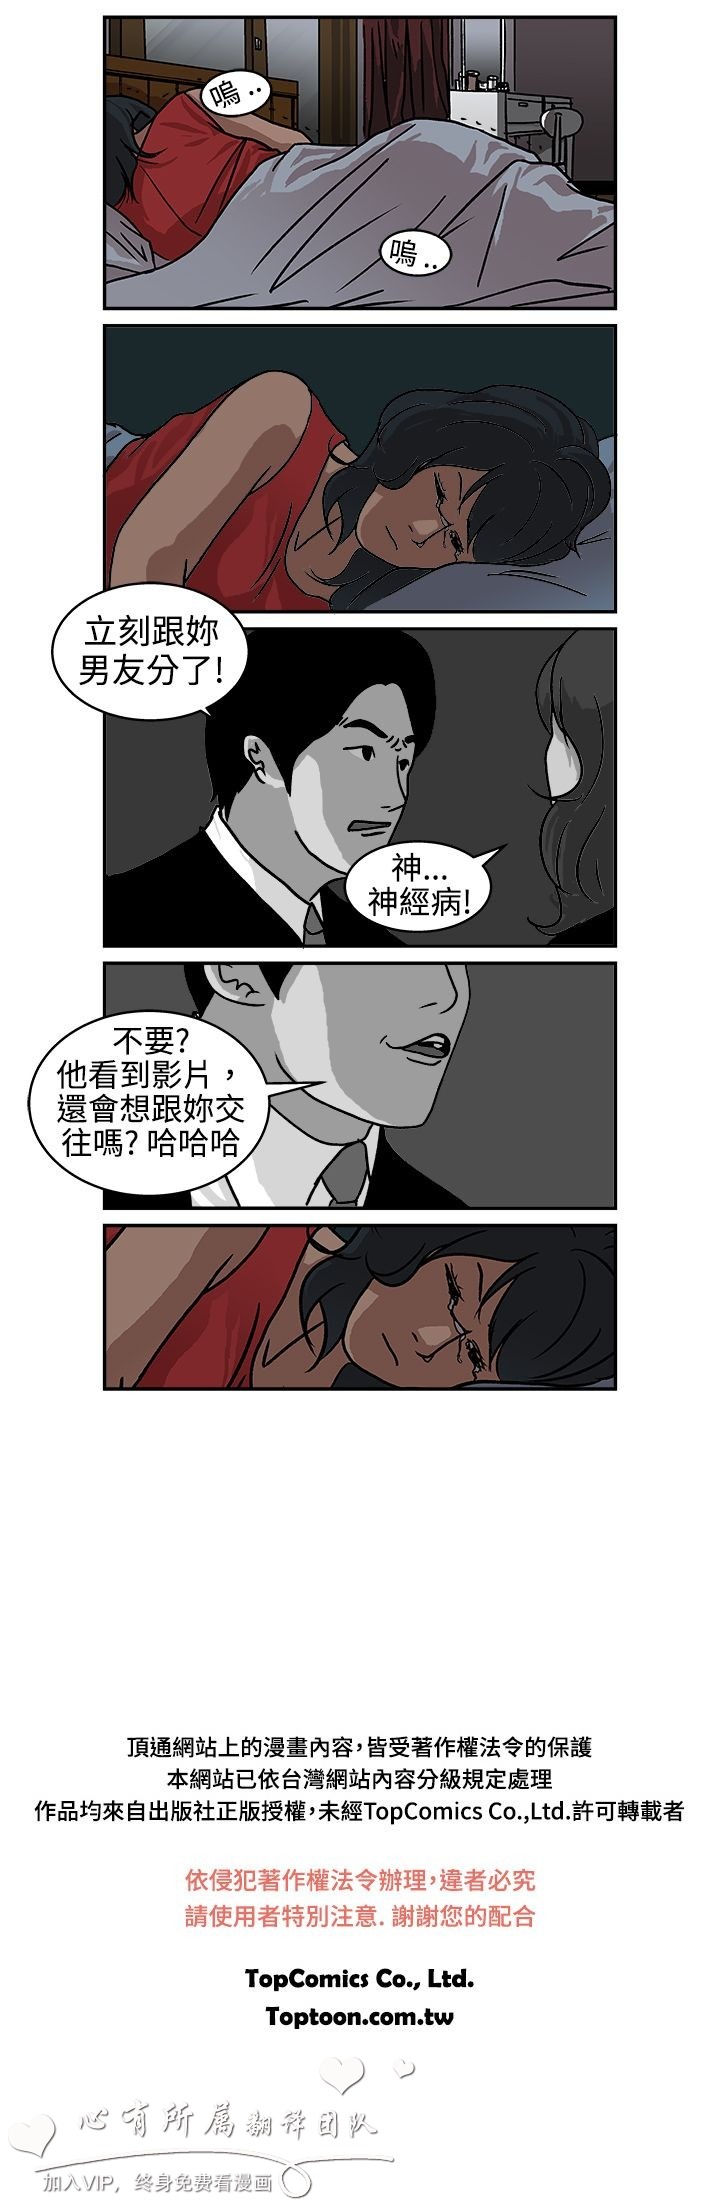 嗚..
嗚..
立刻跟妳
男友分了!
神...
神經病!
不要?
他看到影片，
還會想跟妳交
往嗎? 哈哈哈
頂通網站上的漫畫內容，皆受著作權法令的保護
本網站已依台灣網站內容分級規定處理
作品均來自出版社正版授權，未經TopComics Co.,Ltd.許可轉載者
依侵犯著作權法令辦理，違者必究
請使用者特別注意. 謝謝您的配合
TopComics Co., Ltd.
Toptoon.com.tw
心有所属翻译团队
加入VIP，终身免费看漫画